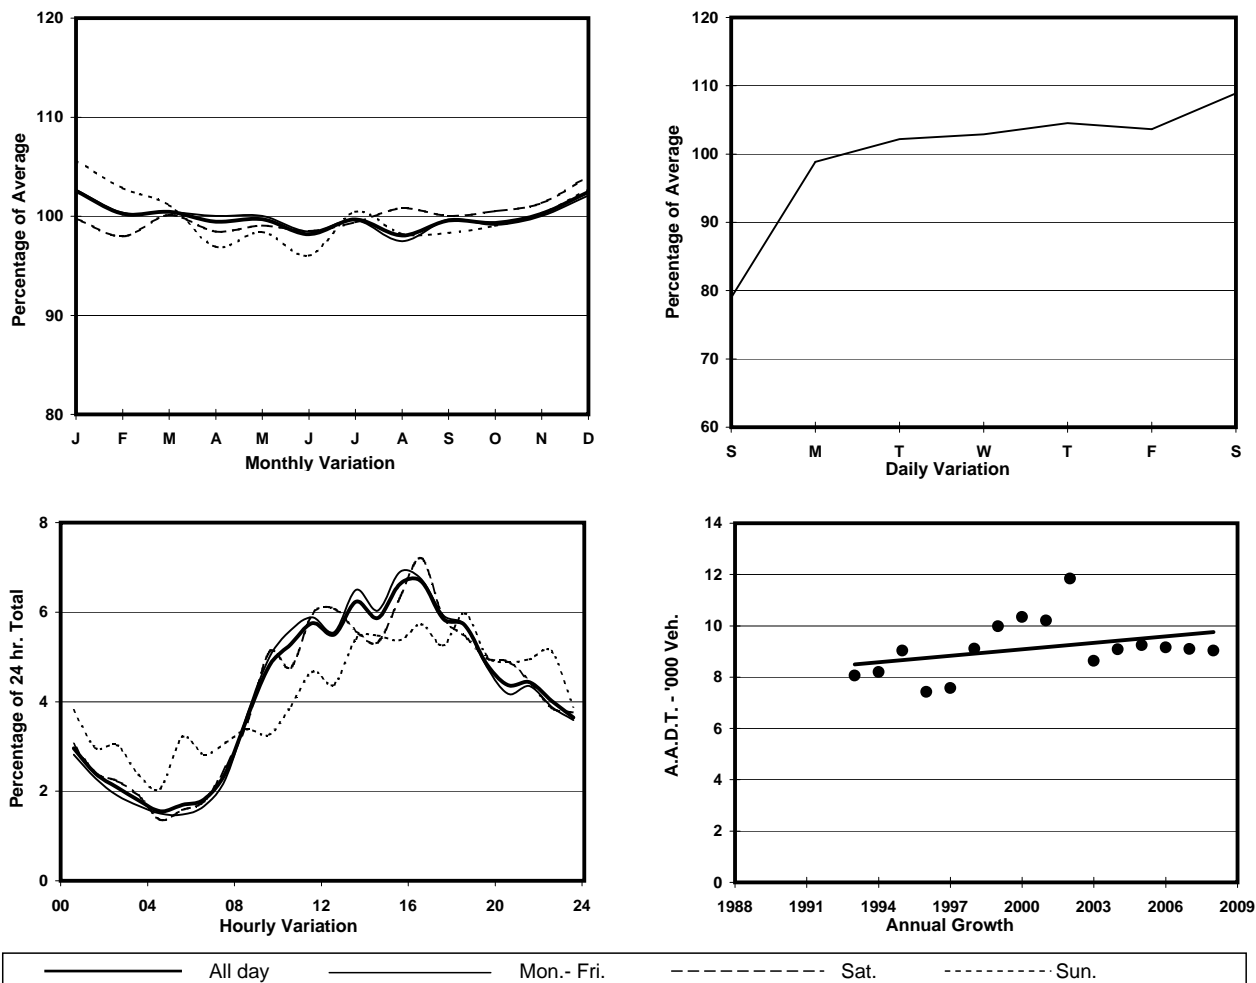 120
110
100
90
80
Percentage of Average
J F M A M J J A S O N D
Monthly Variation
120
110
100
90
80
70
60
Percentage of Average
S M T W T F S
Daily Variation
8
6
4
2
0
Percentage of 24 hr. Total
00 04 08 12 16 20 24
Hourly Variation
14
12
10
8
6
4
2
0
A.A.D.T. - '000 Veh.
1988 1991 1994 1997 2000 2003 2006 2009
Annual Growth
All day Mon.- Fri. Sat. Sun.